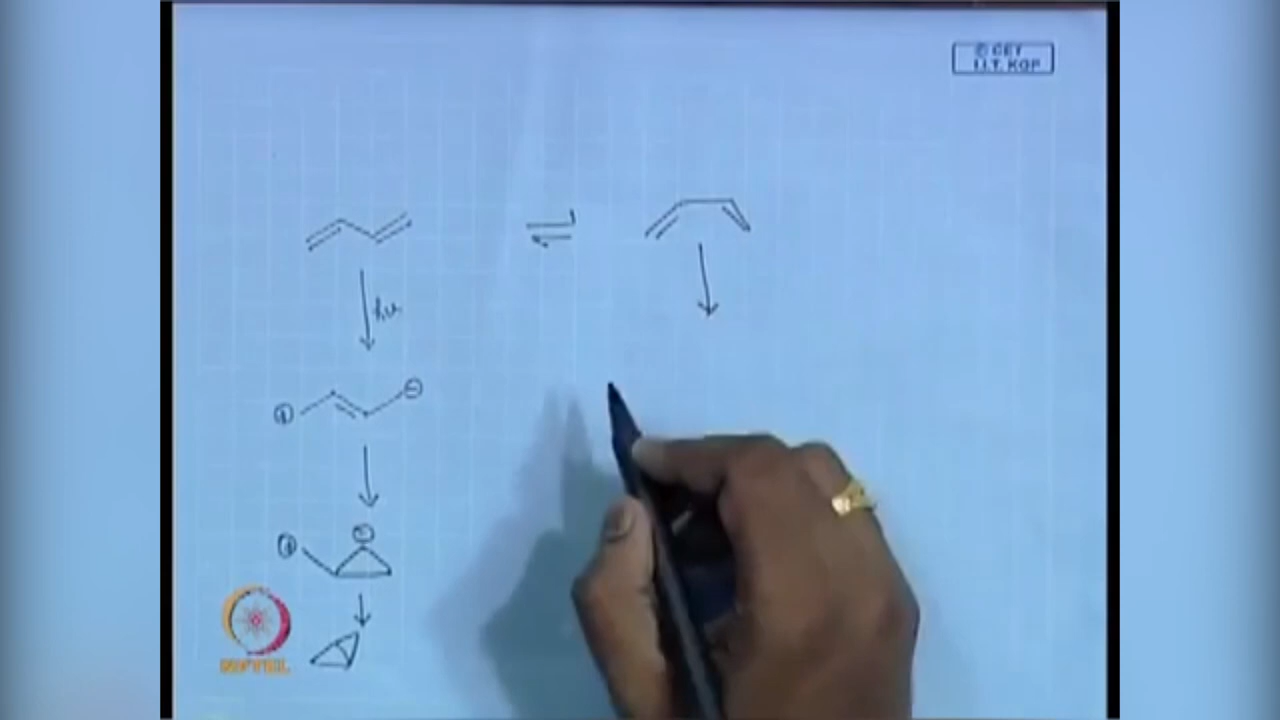 © CET
I.I.T. KGP
hν
⊕
⊖
⊕
⊖
NPTEL